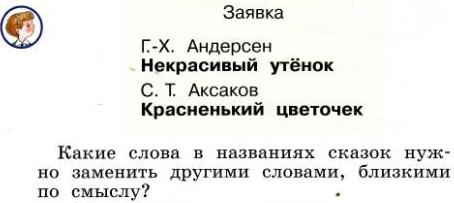 Заявка
Г.-Х. Андерсен
Некрасивый утёнок
С. Т. Аксаков
Красненький цветочек
Какие слова в названиях сказок нуж-
но заменить другими словами, близкими
по смыслу?